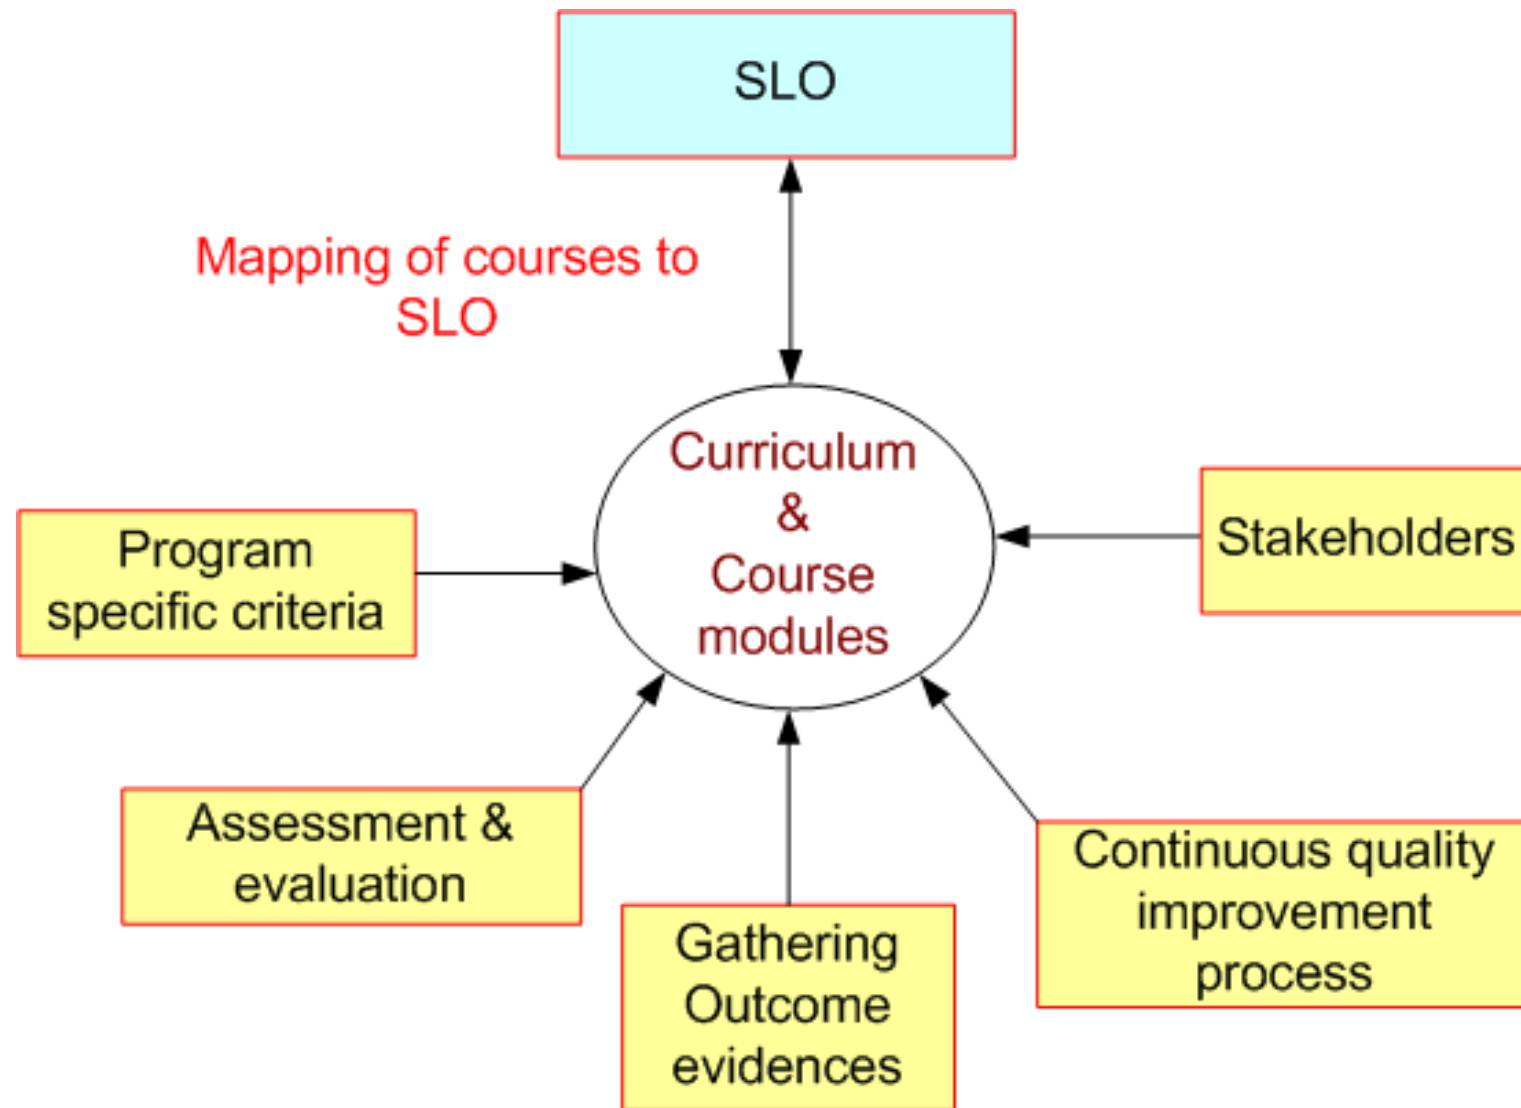 SLO
Mapping of courses to
SLO
Curriculum
&
Course
modules
Stakeholders
Program
specific criteria
Assessment &
evaluation
Continuous quality
improvement
process
Gathering
Outcome
evidences